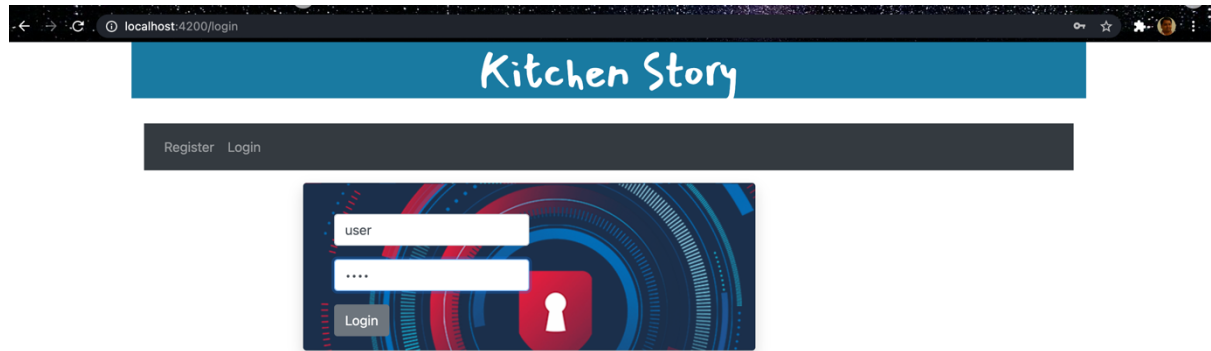 localhost:4200/login
Kitchen Story
Register Login
user
••••
Login